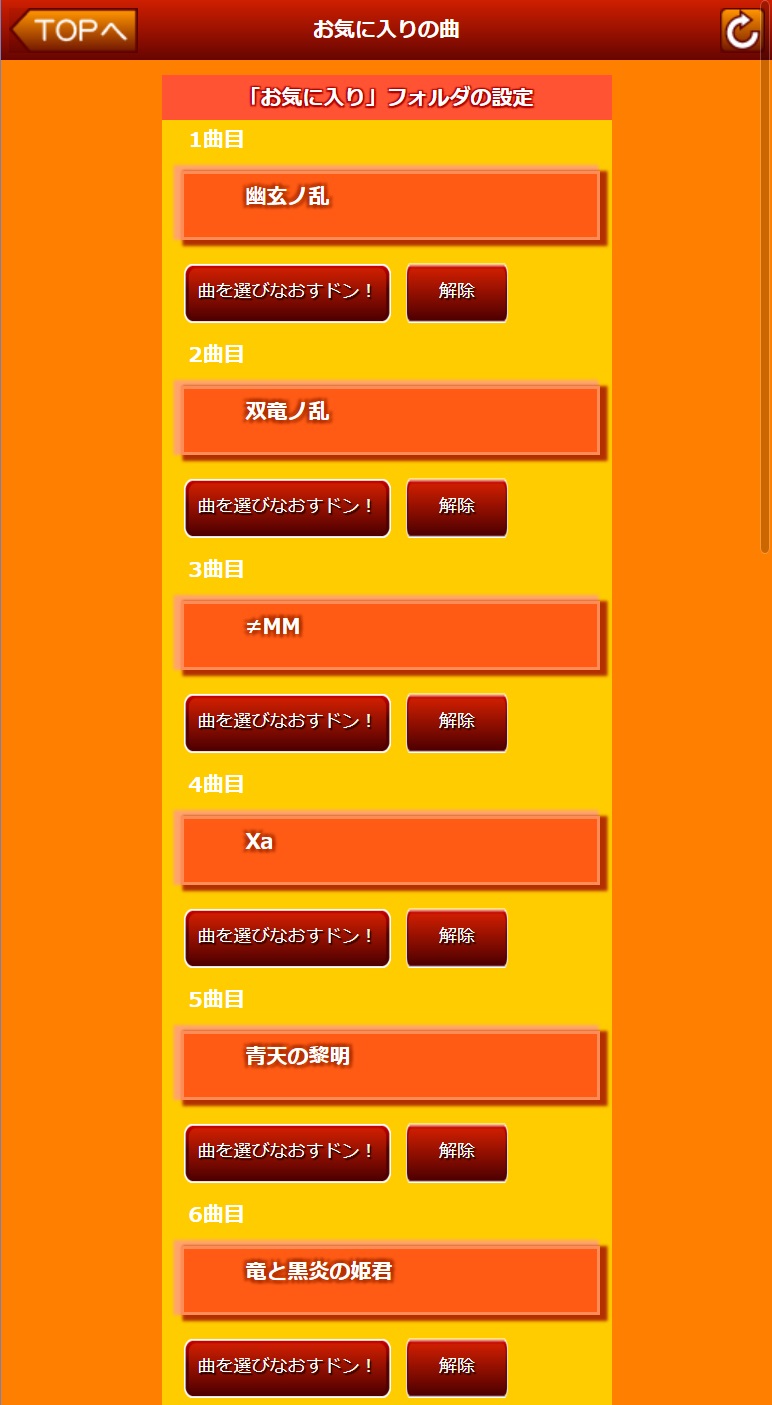 TOPへ
お気に入りの曲
「お気に入り」フォルダの設定
1曲目
幽玄ノ乱
曲を選びなおすドン！
解除
2曲目
双竜ノ乱
曲を選びなおすドン！
解除
3曲目
≠MM
曲を選びなおすドン！
解除
4曲目
Xa
曲を選びなおすドン！
解除
5曲目
青天の黎明
曲を選びなおすドン！
解除
6曲目
竜と黒炎の姫君
曲を選びなおすドン！
解除